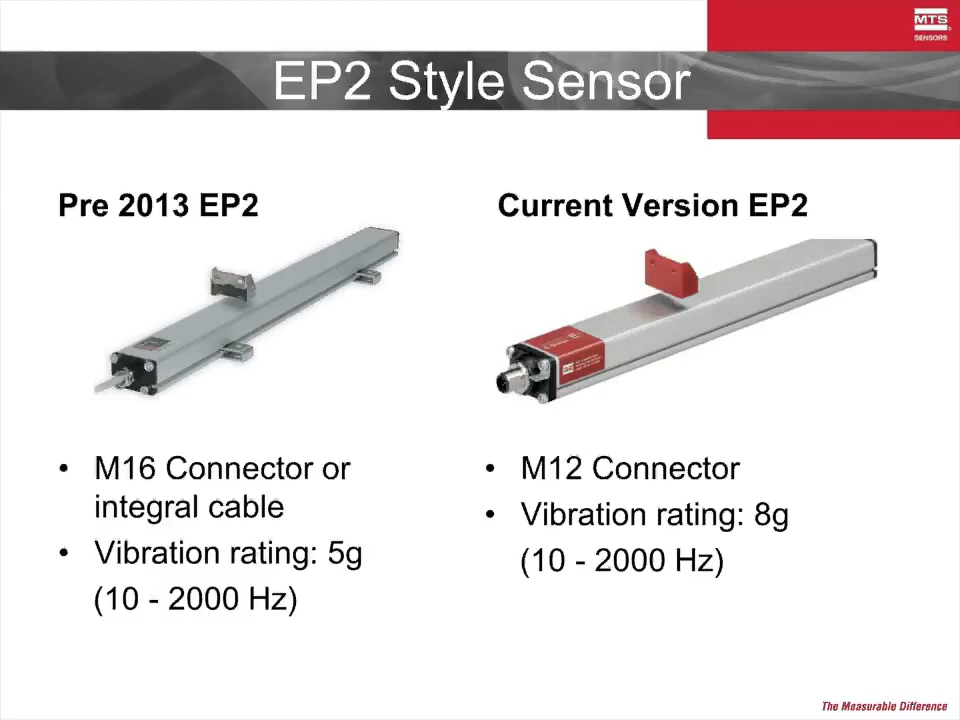 MTS
SENSORS
EP2 Style Sensor
Pre 2013 EP2
Current Version EP2
• M16 Connector or
integral cable
• Vibration rating: 5g
(10 - 2000 Hz)
• M12 Connector
• Vibration rating: 8g
(10 - 2000 Hz)
The Measurable Difference